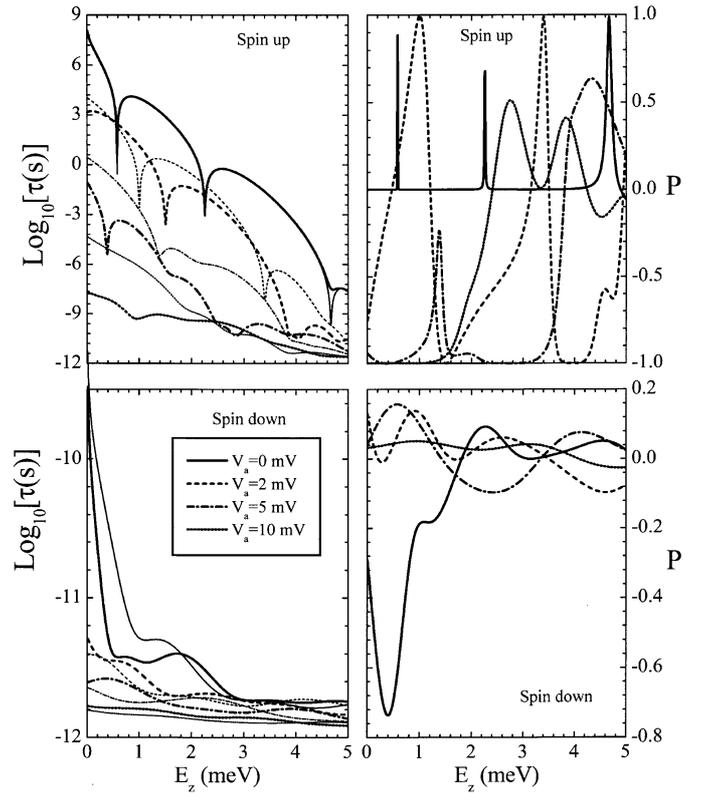 9
6
3
0
-3
-6
-9
-12
Log10[τ(s)]
Spin up
Spin up
1.0
0.5
0.0
-0.5
-1.0
P
-10
-11
-12
Log10[τ(s)]
Spin down
Va=0 mV
Va=2 mV
Va=5 mV
Va=10 mV
0
1
2
3
4
5
Ez (meV)
0.2
0.0
-0.2
-0.4
-0.6
-0.8
P
Spin down
0
1
2
3
4
5
Ez (meV)